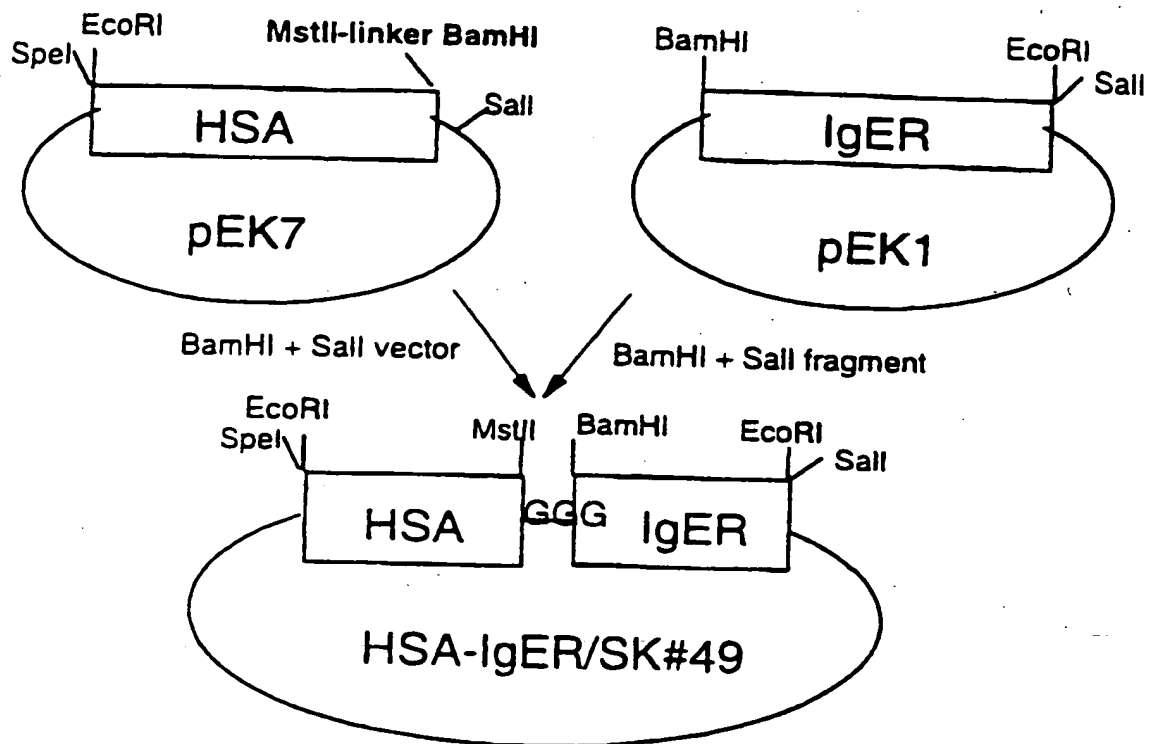 EcoRI
SpeI
MstII-linker BamHI
SalI
HSA
pEK7
BamHI
EcoRI
SalI
IgER
pEK1
BamHI + SalI vector
BamHI + SalI fragment
EcoRI
SpeI
MstII
BamHI
EcoRI
SalI
HSA
GGG
IgER
HSA-IgER/SK#49